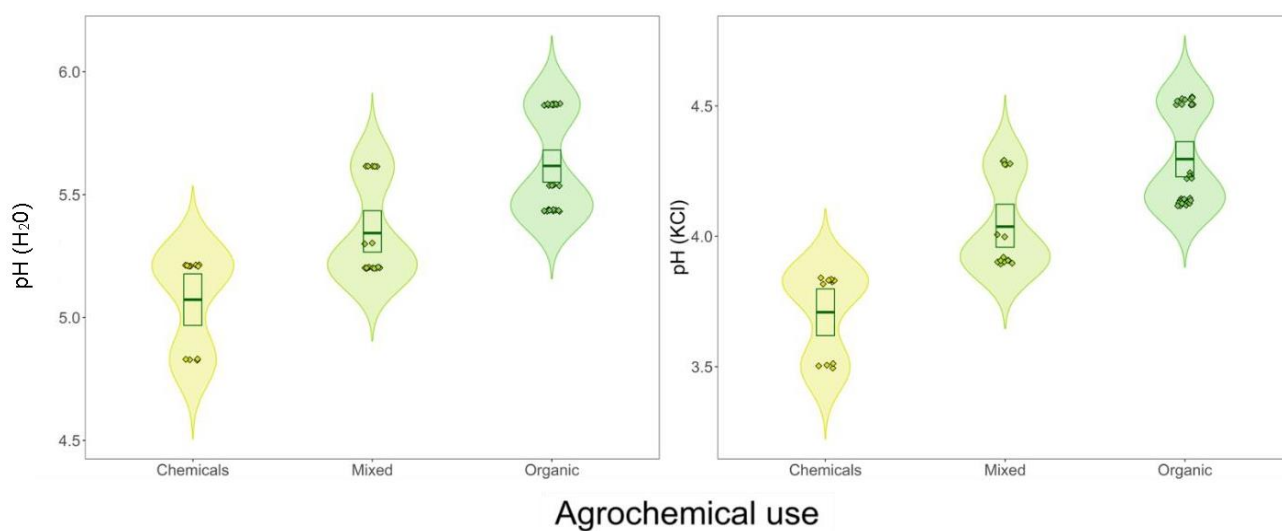 pH (H₂0)
6.0
5.5
5.0
4.5
Chemicals Mixed Organic
pH (KCl)
4.5
4.0
3.5
Chemicals Mixed Organic
Agrochemical use